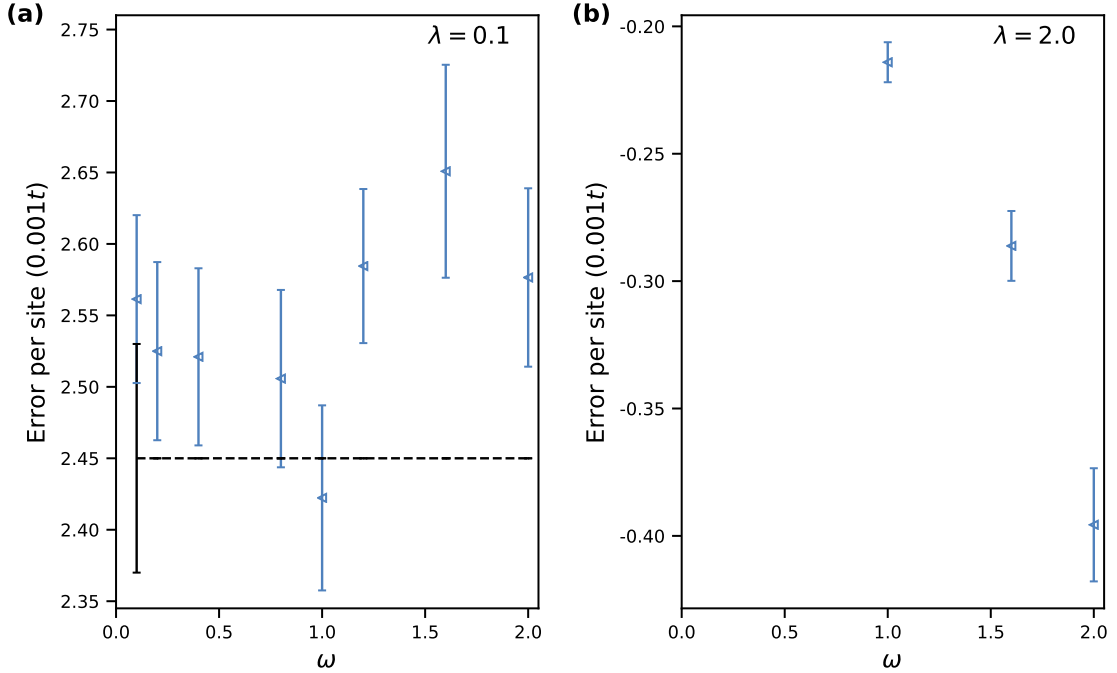 (a)
λ = 0.1
Error per site (0.001t)
2.75
2.70
2.65
2.60
2.55
2.50
2.45
2.40
2.35
0.0 0.5 1.0 1.5 2.0
ω
(b)
λ = 2.0
Error per site (0.001t)
-0.20
-0.25
-0.30
-0.35
-0.40
0.0 0.5 1.0 1.5 2.0
ω